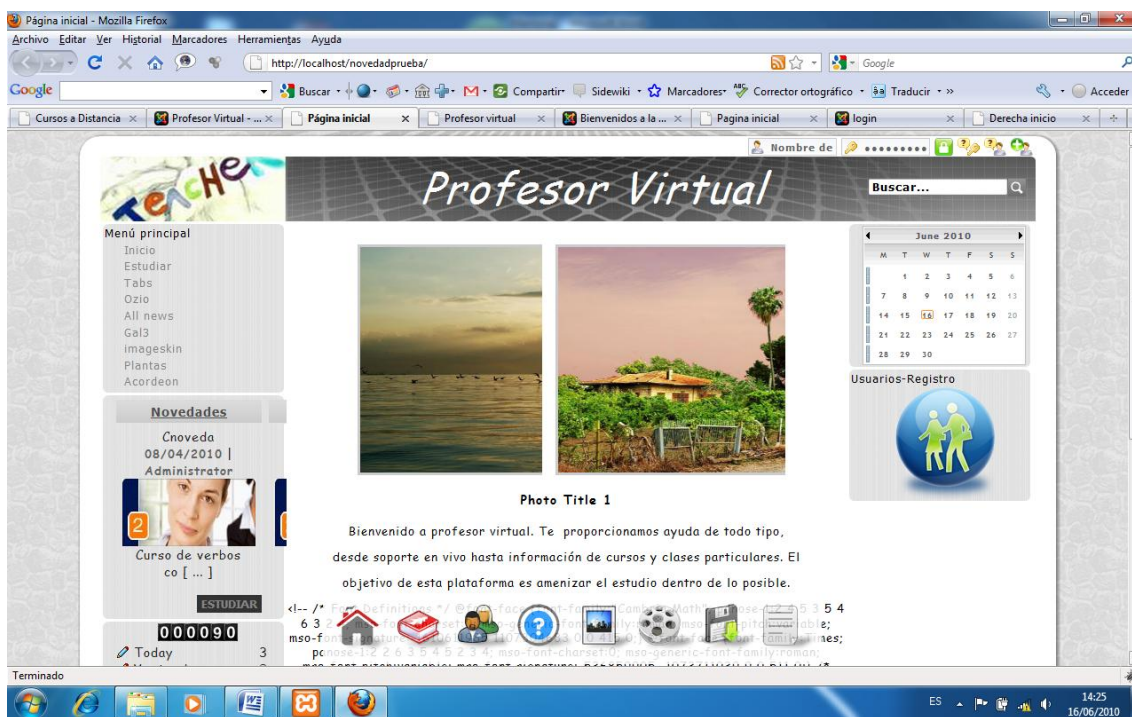 Página inicial - Mozilla Firefox
Archivo Editar Ver Historial Marcadores Herramientas Ayuda
http://localhost/novedadprueba/
Google
Google
Buscar
Compartir
Sidewiki
Marcadores
Corrector ortográfico
Traducir
»
Acceder
Cursos a Distancia
Profesor Virtual - ...
Página inicial
Profesor virtual
Bienvenidos a la ...
Pagina inicial
login
Derecha inicio
Nombre de
TEACHER
Profesor Virtual
Buscar...
Menú principal
Inicio
Estudiar
Tabs
Ozio
All news
Gal3
imageskin
Plantas
Acordeon
Novedades
Cnoveda
08/04/2010 |
Administrator
2
Curso de verbos
co [ ... ]
ESTUDIAR
000090
Today 3
Photo Title 1
Bienvenido a profesor virtual. Te proporcionamos ayuda de todo tipo,
desde soporte en vivo hasta información de cursos y clases particulares. El
objetivo de esta plataforma es amenizar el estudio dentro de lo posible.
<!-- /* Font Definitions */
June 2010
M T W T F S S
1 2 3 4 5 6
7 8 9 10 11 12 13
14 15 16 17 18 19 20
21 22 23 24 25 26 27
28 29 30
Usuarios-Registro
Terminado
ES
14:25
16/06/2010